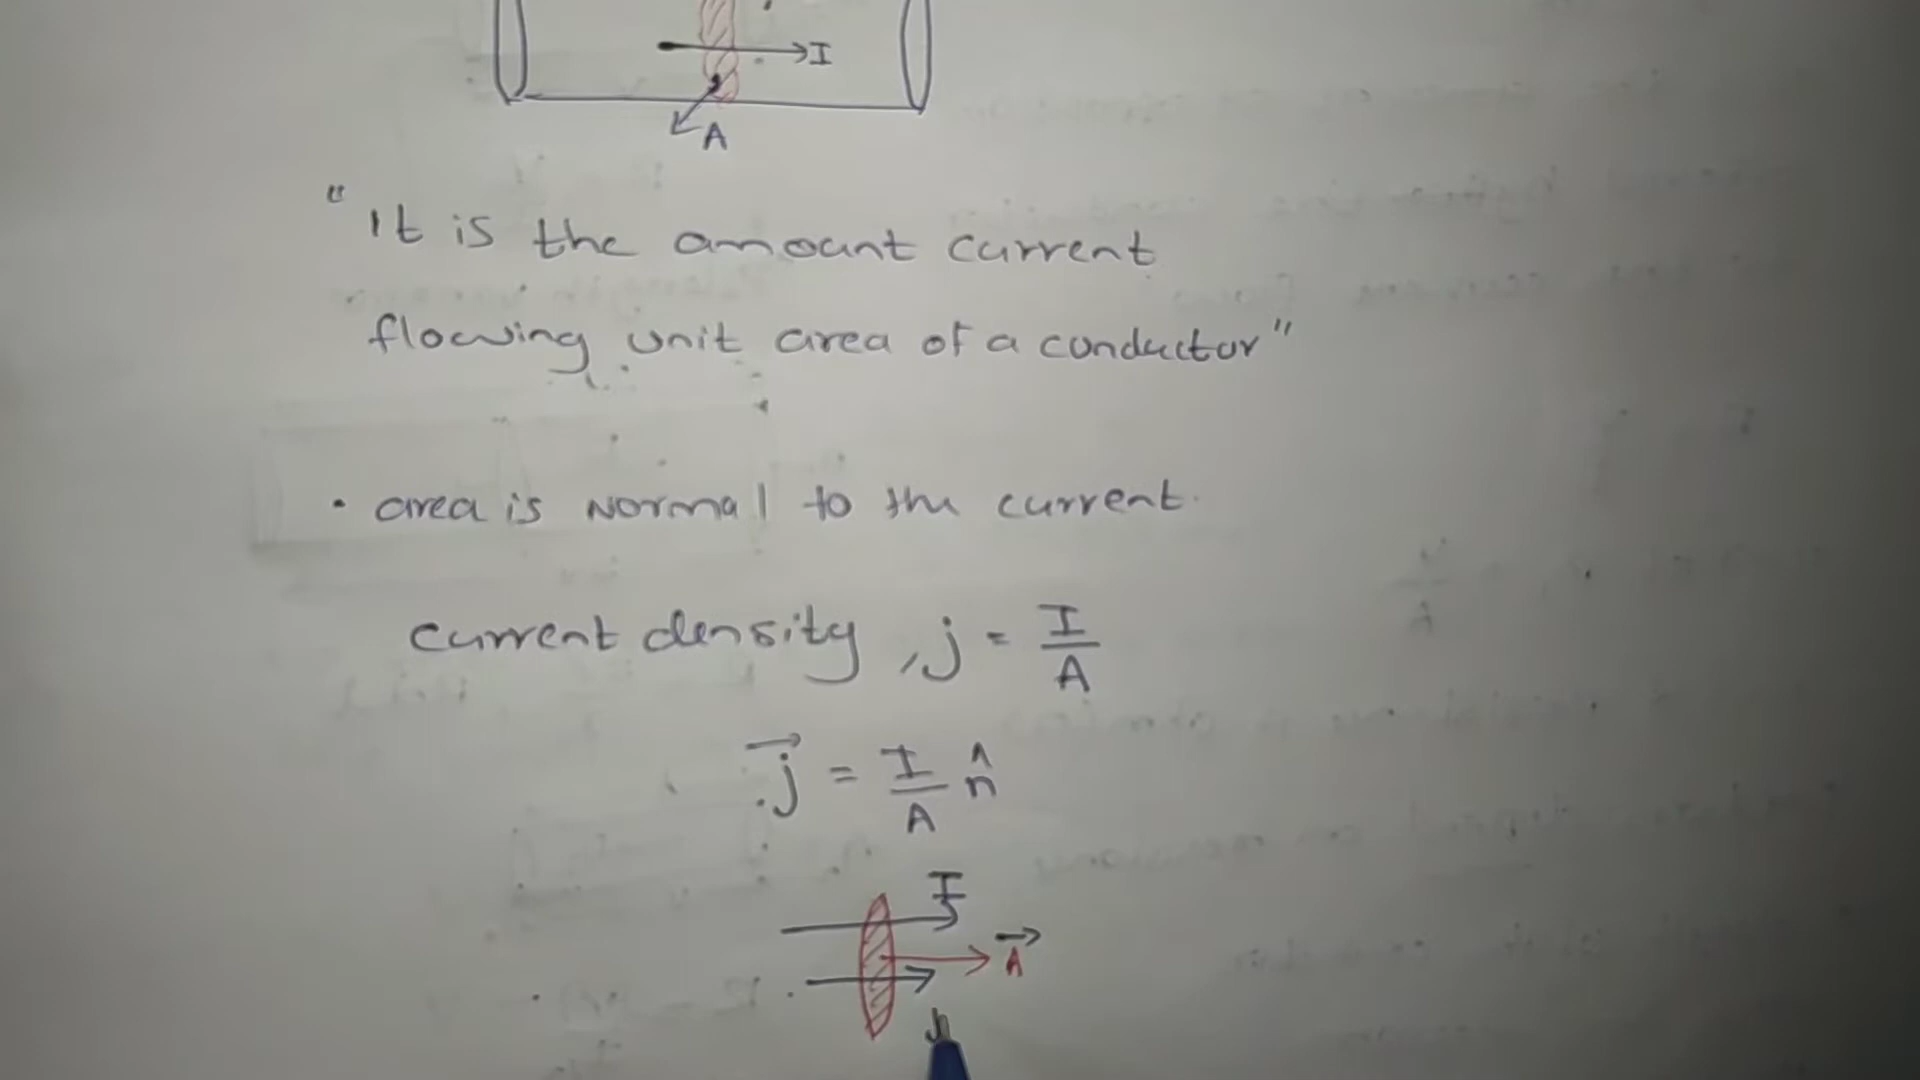 I
A
"It is the amount current
flowing unit area of a conductor"
• area is Normal to the current.
current density, j = I/A
j⃗ = I/A n̂
I
A⃗
j